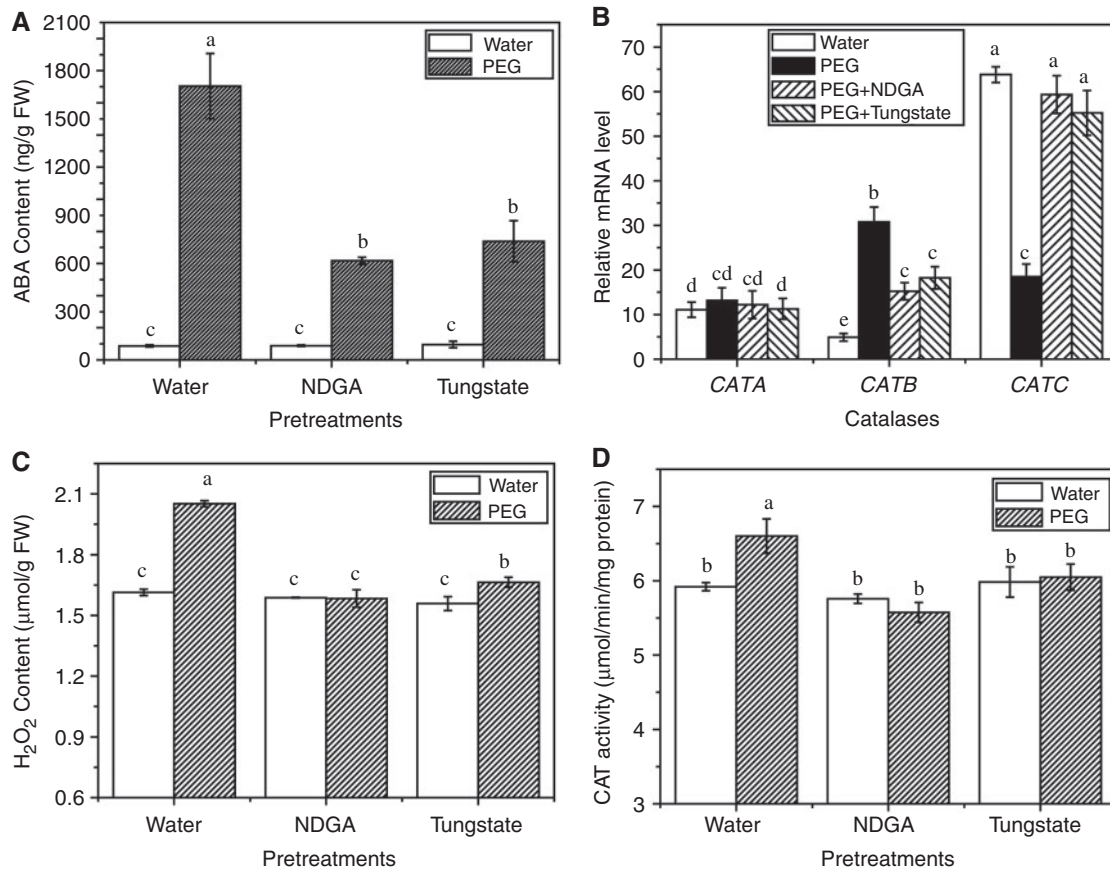 A
2100
1800
1500
1200
900
600
300
0
ABA Content (ng/g FW)
Water
PEG
c
a
c
b
c
b
Water NDGA Tungstate
Pretreatments
B
70
60
50
40
30
20
10
0
Relative mRNA level
Water
PEG
PEG+NDGA
PEG+Tungstate
d cd cd d
e b c c
a c a a
CATA CATB CATC
Catalases
C
2.1
1.8
1.5
1.2
0.9
0.6
H₂O₂ Content (μmol/g FW)
Water
PEG
c a c c c b
Water NDGA Tungstate
Pretreatments
D
7
6
5
4
3
CAT activity (μmol/min/mg protein)
Water
PEG
b a b b b b
Water NDGA Tungstate
Pretreatments